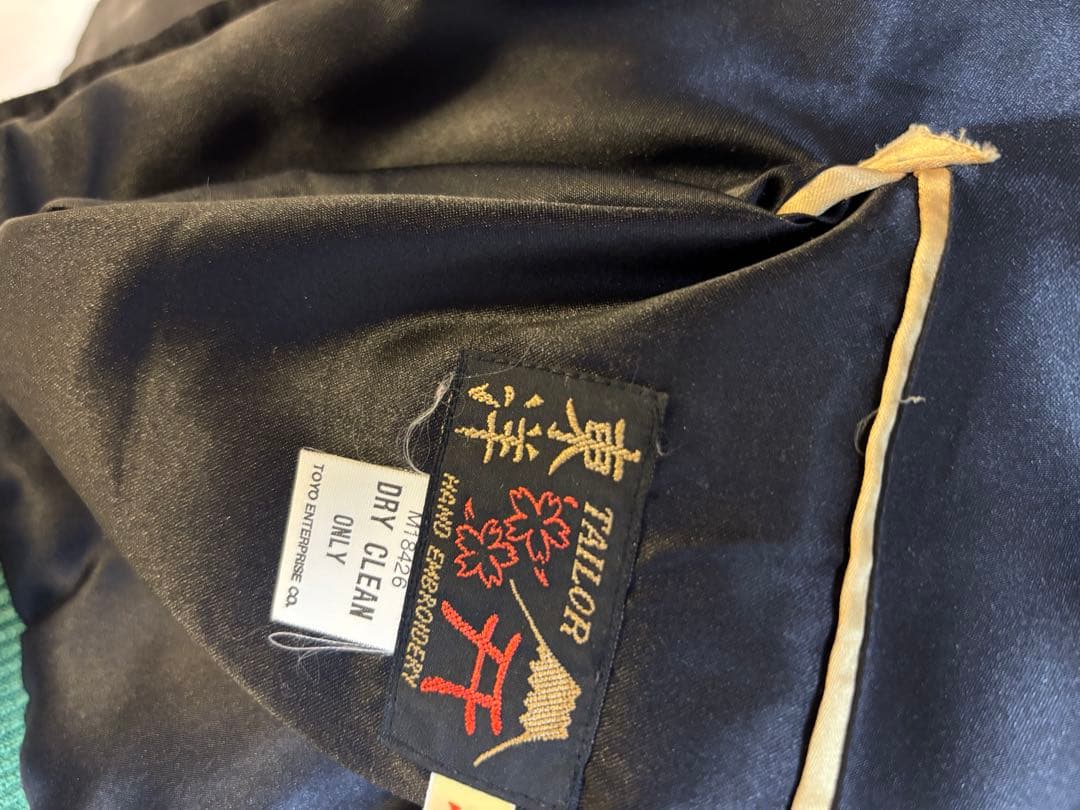 東洋
TAILOR
HAND EMBROIDERY
M18426
DRY CLEAN
ONLY
TOYO ENTERPRISE CO.